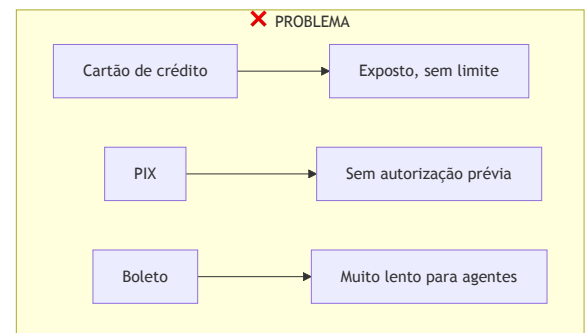 ❌ PROBLEMA
Cartão de crédito
Exposto, sem limite
PIX
Sem autorização prévia
Boleto
Muito lento para agentes